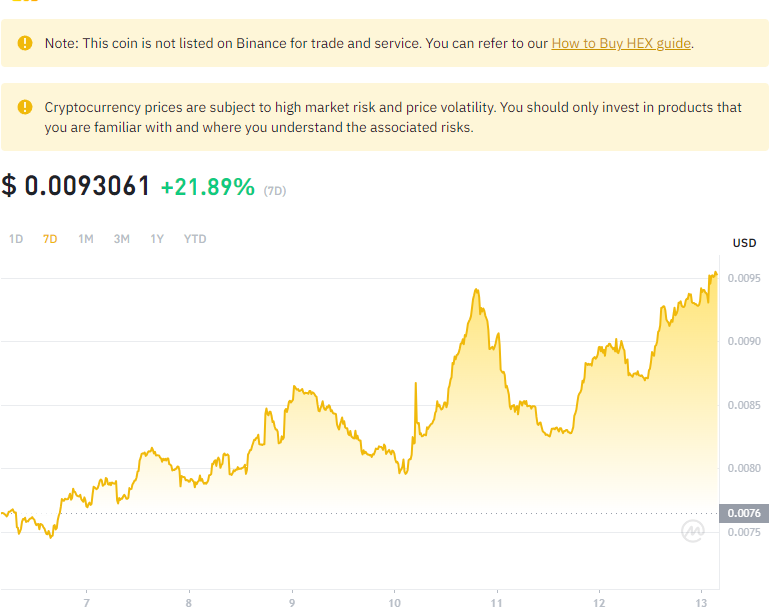 Note: This coin is not listed on Binance for trade and service. You can refer to our How to Buy HEX guide.
Cryptocurrency prices are subject to high market risk and price volatility. You should only invest in products that
you are familiar with and where you understand the associated risks.
$ 0.0093061 +21.89% (7D)
1D 7D 1M 3M 1Y YTD
USD
0.0095
0.0090
0.0085
0.0080
0.0076
0.0075
7 8 9 10 11 12 13